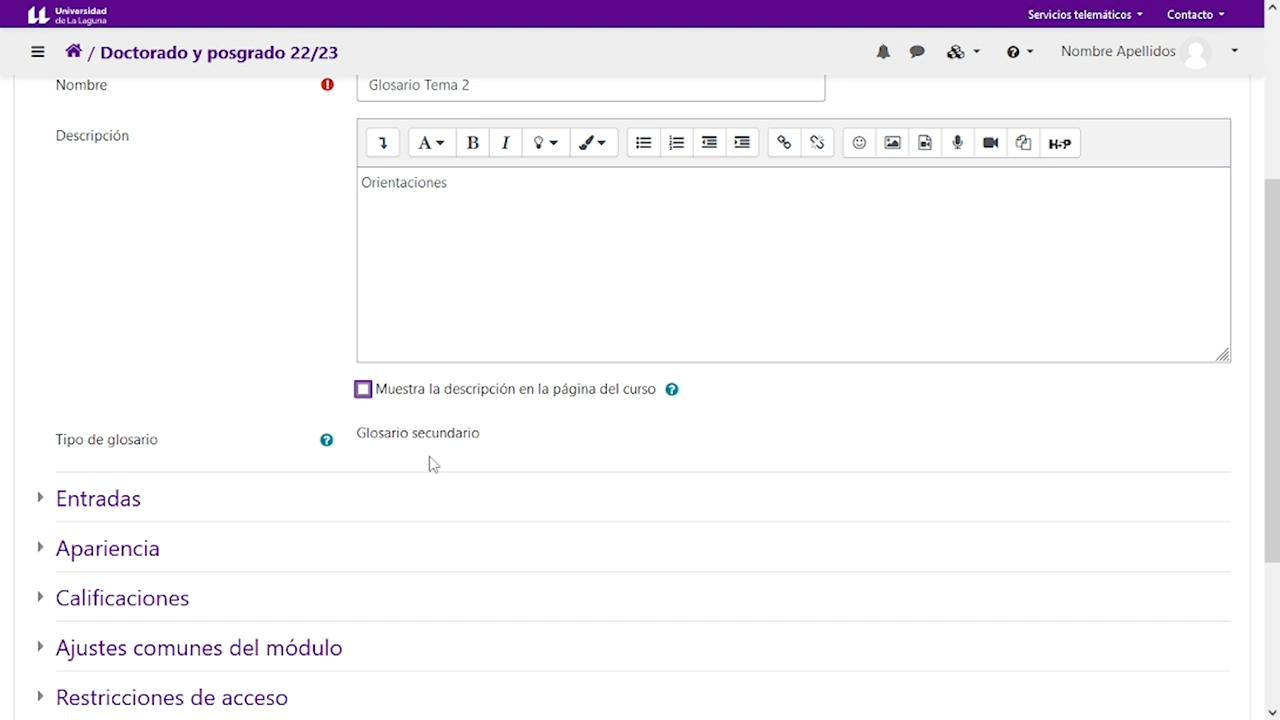 Universidad
de La Laguna
Servicios telemáticos
Contacto
/ Doctorado y posgrado 22/23
Nombre Apellidos
Nombre
Glosario Tema 2
Descripción
A
B
I
H-P
Orientaciones
Muestra la descripción en la página del curso
Tipo de glosario
Glosario secundario
Entradas
Apariencia
Calificaciones
Ajustes comunes del módulo
Restricciones de acceso